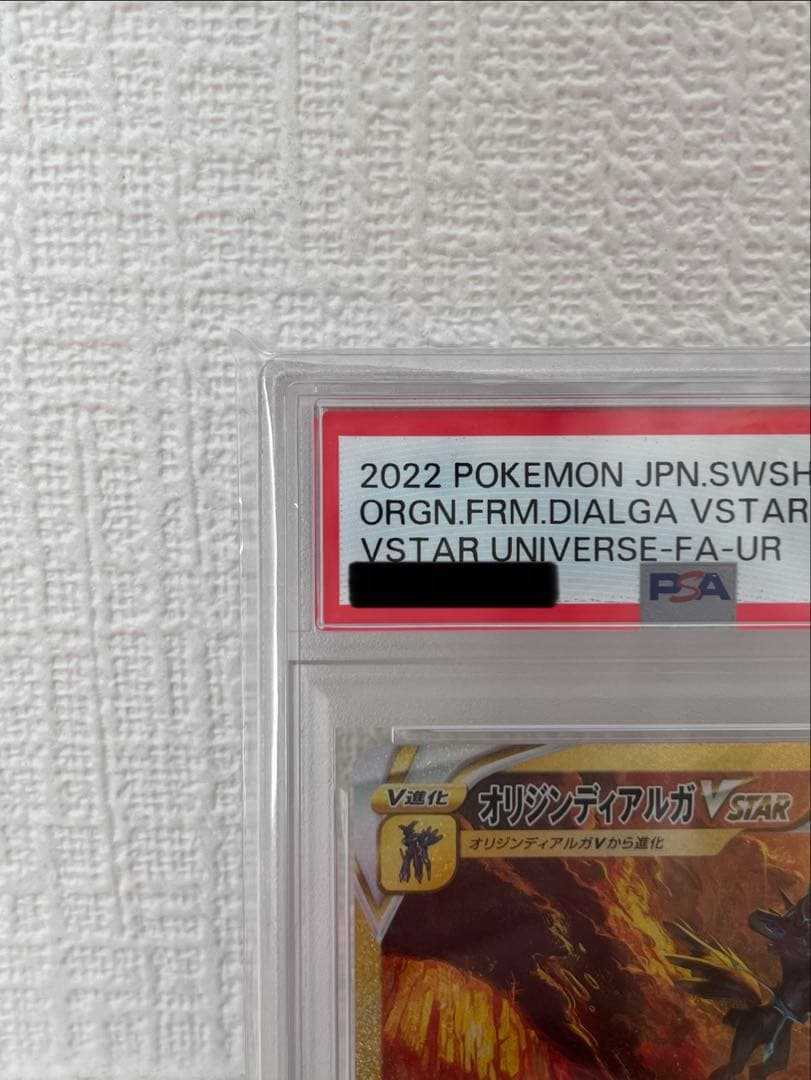 2022 POKEMON JPN.SWSH
ORGN.FRM.DIALGA VSTAR
VSTAR UNIVERSE-FA-UR
PSA
V進化
オリジンディアルガVSTAR
オリジンディアルガVから進化